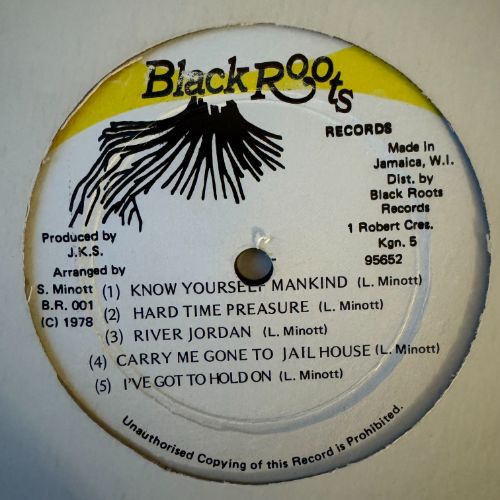 Black Roots
RECORDS
Made in
Jamaica, W.I.
Dist. by
Black Roots
Records
1 Robert Cres.
Kgn. 5
95652
Produced by
J.K.S.
Arranged by
S. Minott
B.R. 001
(C) 1978
(1) KNOW YOURSELF MANKIND (L. Minott)
(2) HARD TIME PREASURE (L. Minott)
(3) RIVER JORDAN (L. Minott)
(4) CARRY ME GONE TO JAIL HOUSE (L. Minott)
(5) I'VE GOT TO HOLD ON (L. Minott)
Unauthorised Copying of this Record is Prohibited.